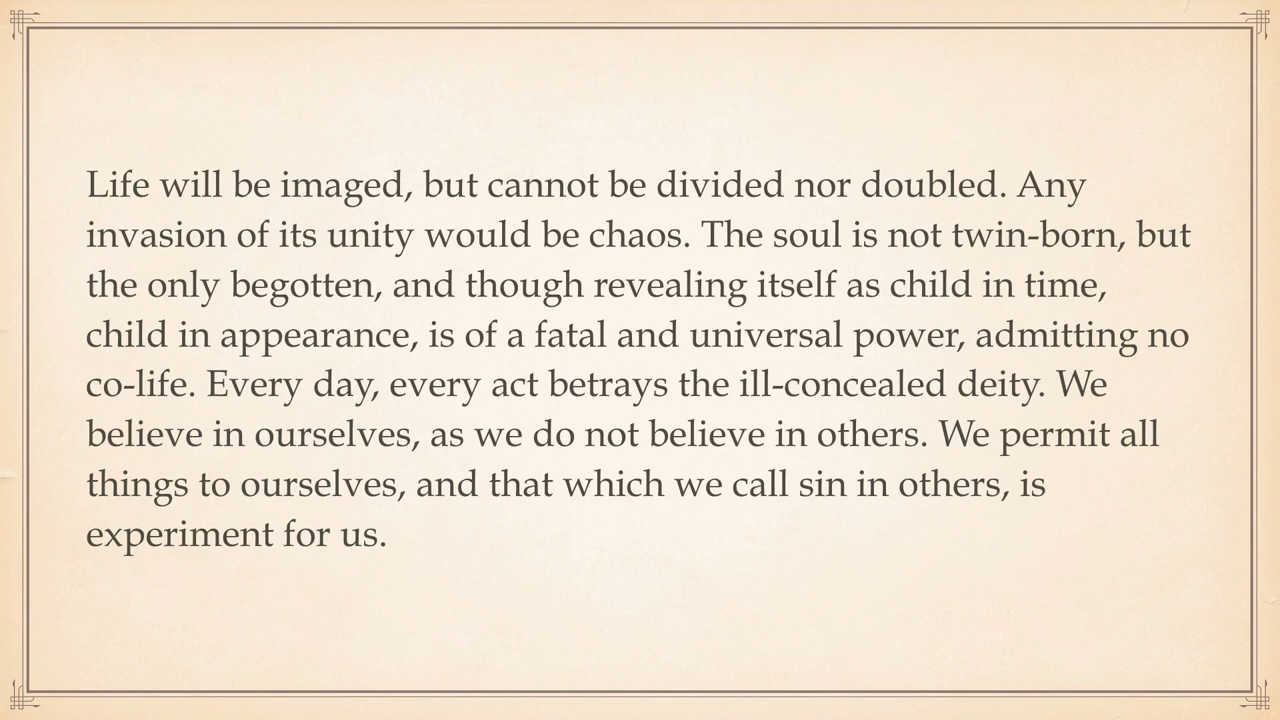 Life will be imaged, but cannot be divided nor doubled. Any
invasion of its unity would be chaos. The soul is not twin-born, but
the only begotten, and though revealing itself as child in time,
child in appearance, is of a fatal and universal power, admitting no
co-life. Every day, every act betrays the ill-concealed deity. We
believe in ourselves, as we do not believe in others. We permit all
things to ourselves, and that which we call sin in others, is
experiment for us.